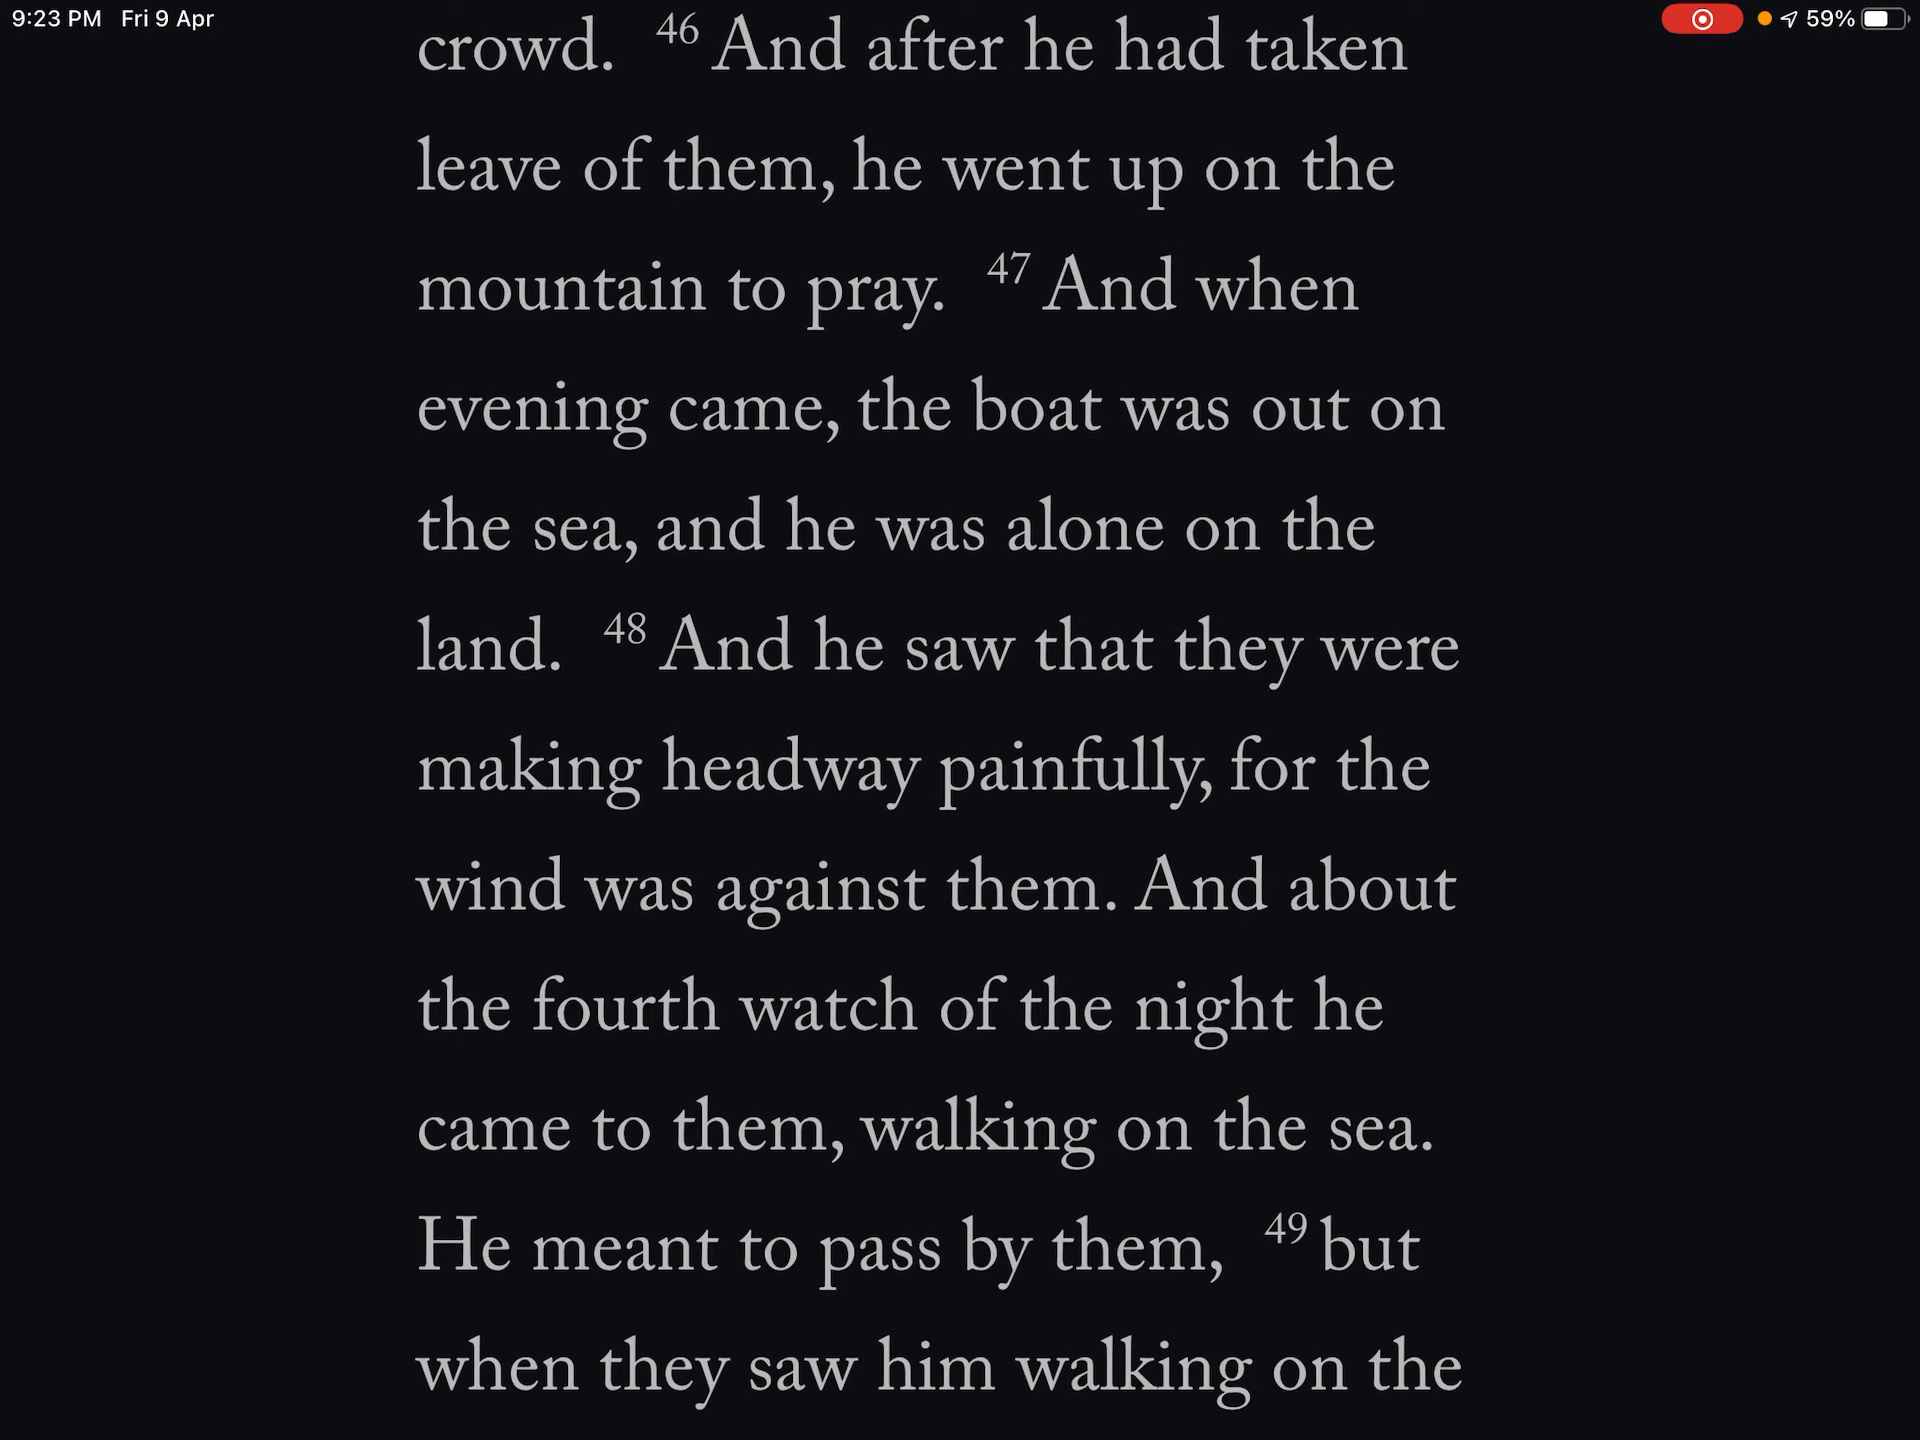 9:23 PM Fri 9 Apr 59%
crowd. 46 And after he had taken
leave of them, he went up on the
mountain to pray. 47 And when
evening came, the boat was out on
the sea, and he was alone on the
land. 48 And he saw that they were
making headway painfully, for the
wind was against them. And about
the fourth watch of the night he
came to them, walking on the sea.
He meant to pass by them, 49 but
when they saw him walking on the